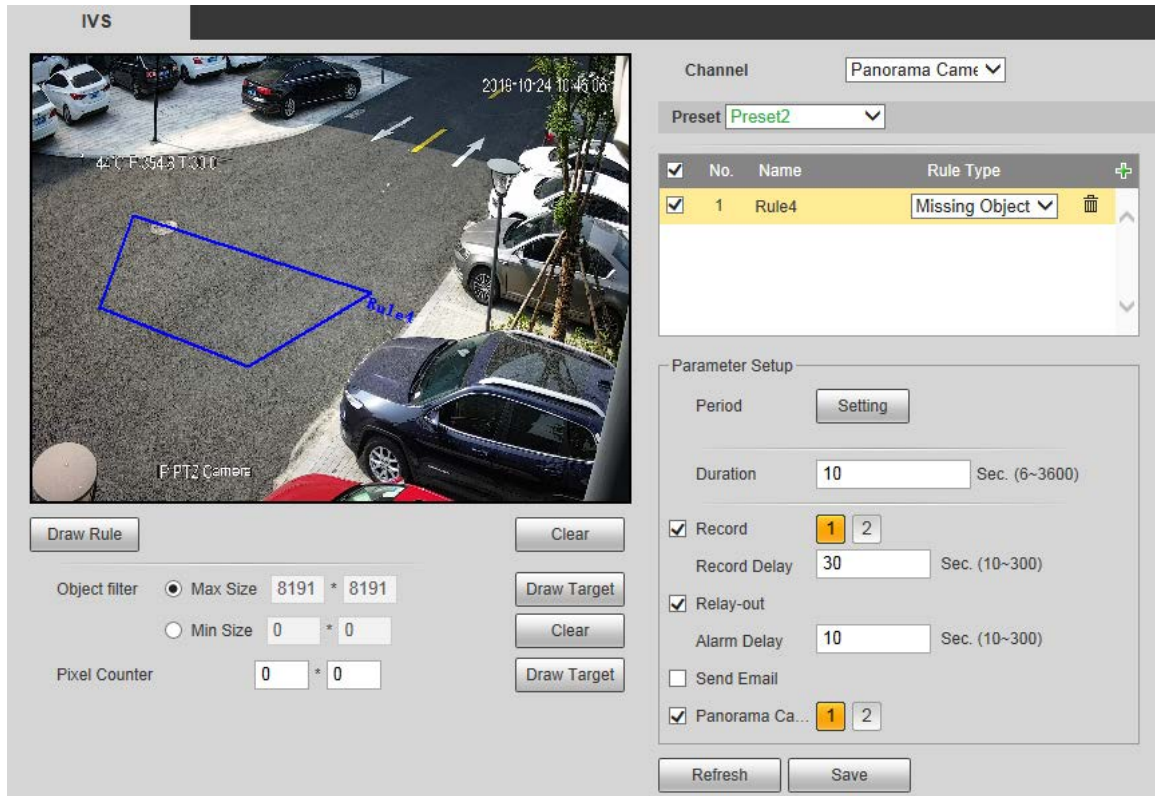 IVS
2018-10-24 10:46:06
Rule4
Channel Panorama Came
Preset Preset2
No. Name Rule Type
1 Rule4 Missing Object
Parameter Setup
Period Setting
Duration 10 Sec. (6~3600)
Record 1 2
Record Delay 30 Sec. (10~300)
Relay-out
Alarm Delay 10 Sec. (10~300)
Send Email
Panorama Ca... 1 2
Refresh Save
Draw Rule Clear
Object filter Max Size 8191 * 8191 Draw Target
Min Size 0 * 0 Clear
Pixel Counter 0 * 0 Draw Target